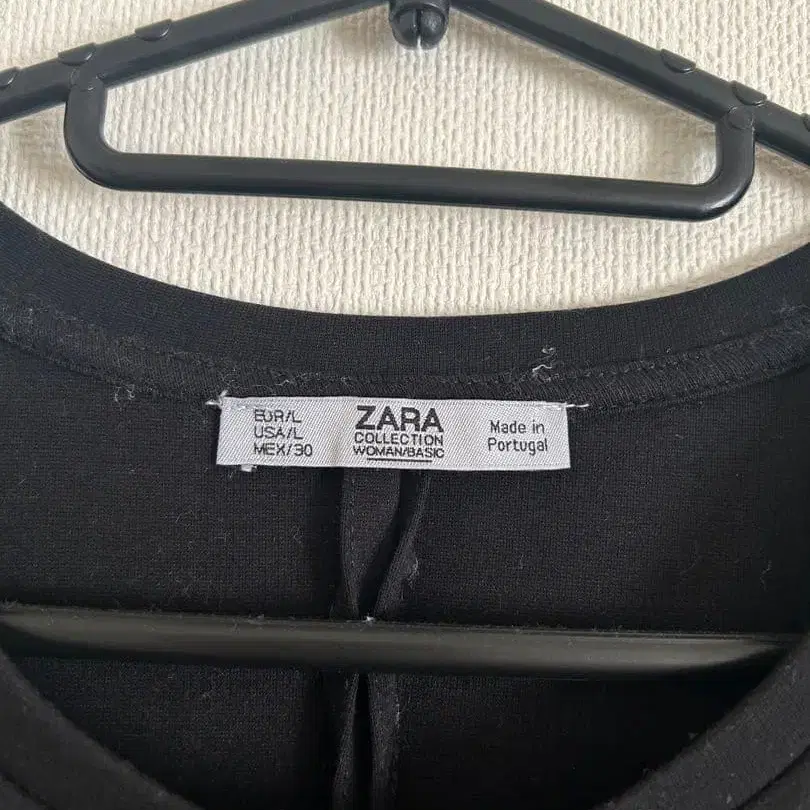 EUR/L
USA/L
MEX/30
ZARA
COLLECTION
WOMAN/BASIC
Made in
Portugal